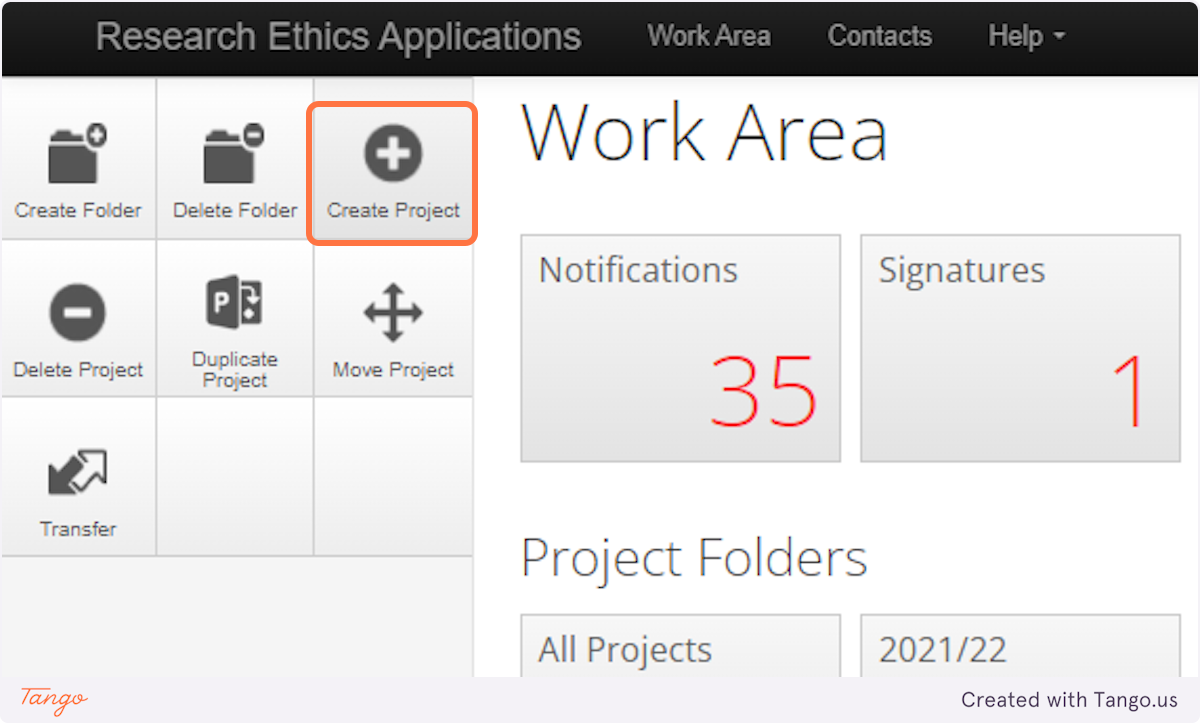 Research Ethics Applications Work Area Contacts Help
Create Folder Delete Folder Create Project
Delete Project Duplicate Project Move Project
Transfer
Work Area
Notifications
35
Signatures
1
Project Folders
All Projects
2021/22
Tango
Created with Tango.us